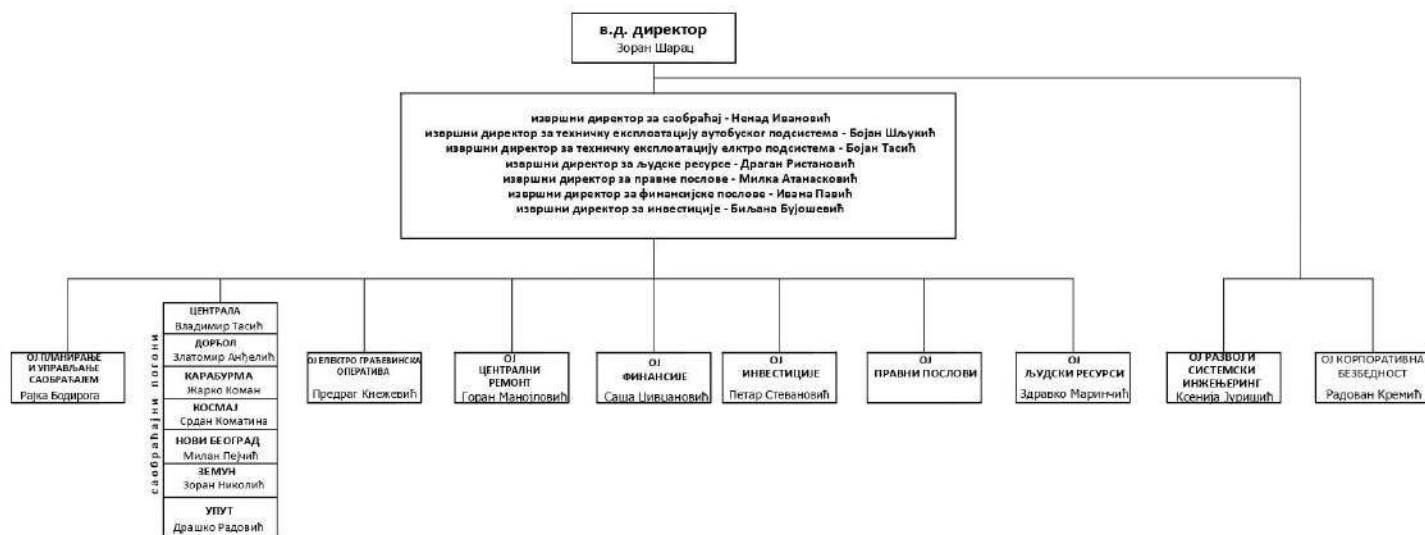 в.д. директор
Зоран Шарац
извршни директор за саобраћај - Ненад Ивановић
извршни директор за техничку експлоатацију аутобуског подсистема - Бојан Шљукић
извршни директор за техничку експлоатацију елктро подсистема - Бојан Тасић
извршни директор за људске ресурсе - Драган Ристановић
извршни директор за правне послове - Милка Атанасковић
извршни директор за финансијске послове - Ивана Павић
извршни директор за инвестиције - Биљана Бујошевић
ОЈ ПЛАНИРАЊЕ
И УПРАВЉАЊЕ
САОБРАЋАЈЕМ
Рајка Бодирога
саобраћајни погони
ЦЕНТРАЛА
Владимир Тасић
ДОРЋОЛ
Златомир Анђелић
КАРАБУРМА
Жарко Коман
КОСМАЈ
Срдан Коматина
НОВИ БЕОГРАД
Милан Пејчић
ЗЕМУН
Зоран Николић
УПУТ
Драшко Радовић
ОЈ ЕЛЕКТРО ГРАЂЕВИНСКА
ОПЕРАТИВА
Предраг Кнежевић
ОЈ
ЦЕНТРАЛНИ
РЕМОНТ
Горан Манојловић
ОЈ
ФИНАНСИЈЕ
Саша Цивцановић
ОЈ
ИНВЕСТИЦИЈЕ
Петар Стевановић
ОЈ
ПРАВНИ ПОСЛОВИ
ОЈ
ЉУДСКИ РЕСУРСИ
Здравко Маринчић
ОЈ РАЗВОЈ И
СИСТЕМСКИ
ИНЖЕЊЕРИНГ
Ксенија Јуришић
ОЈ КОРПОРАТИВНА
БЕЗБЕДНОСТ
Радован Кремић